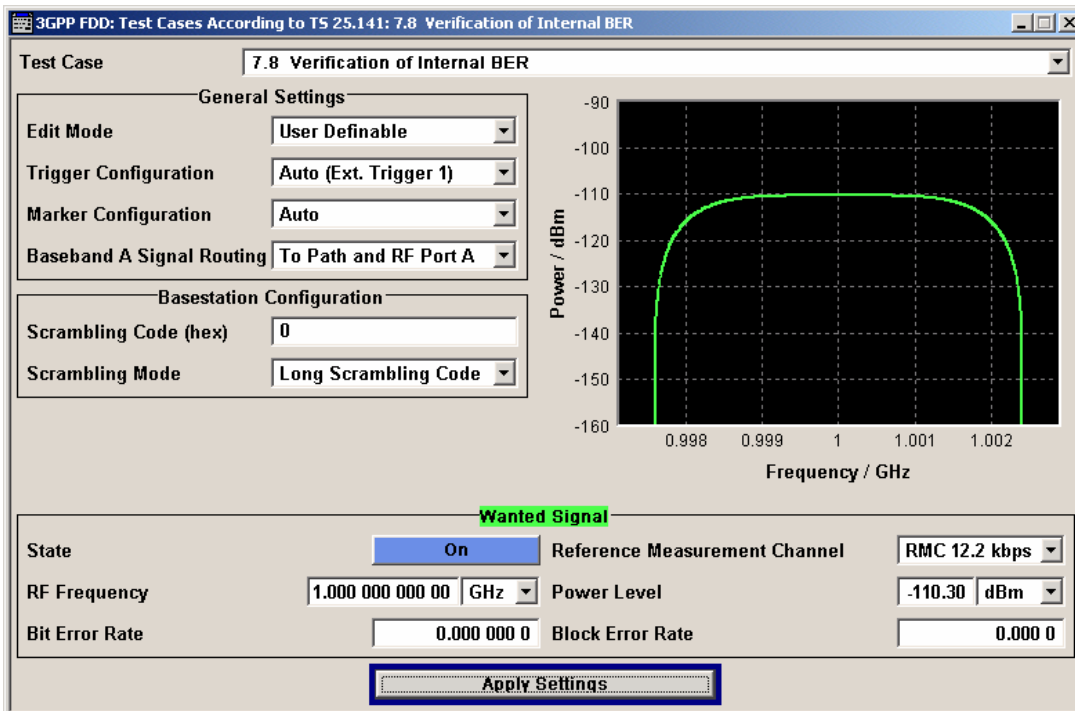 3GPP FDD: Test Cases According to TS 25.141: 7.8 Verification of Internal BER
Test Case 7.8 Verification of Internal BER
General Settings
Edit Mode User Definable
Trigger Configuration Auto (Ext. Trigger 1)
Marker Configuration Auto
Baseband A Signal Routing To Path and RF Port A
Basestation Configuration
Scrambling Code (hex) 0
Scrambling Mode Long Scrambling Code
Power / dBm
-90
-100
-110
-120
-130
-140
-150
-160
0.998 0.999 1 1.001 1.002
Frequency / GHz
Wanted Signal
State On Reference Measurement Channel RMC 12.2 kbps
RF Frequency 1.000 000 000 00 GHz Power Level -110.30 dBm
Bit Error Rate 0.000 000 0 Block Error Rate 0.000 0
Apply Settings